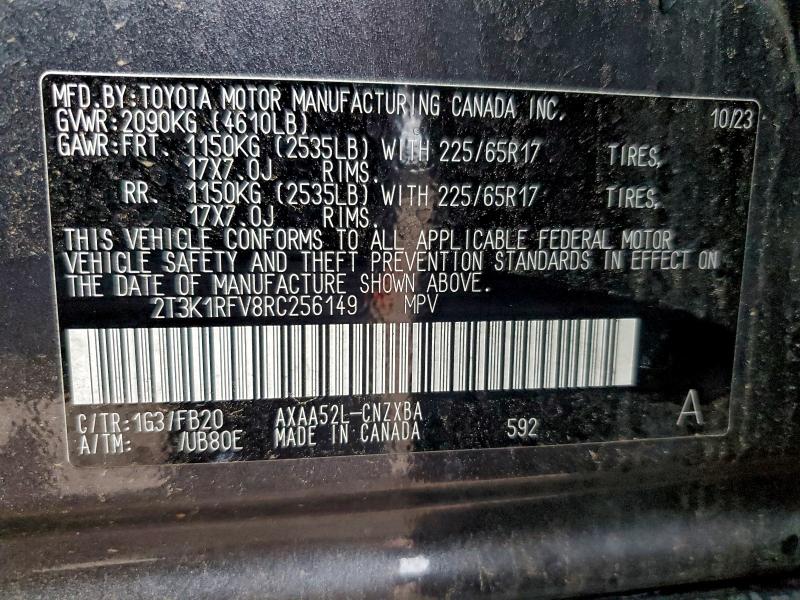 MFD.BY:TOYOTA MOTOR MANUFACTURING CANADA INC. 10/23
GVWR:2090KG (4610LB)
GAWR:FRT. 1150KG (2535LB) WITH 225/65R17 TIRES,
17X7.0J RIMS.
RR. 1150KG (2535LB) WITH 225/65R17 TIRES,
17X7.0J RIMS.
THIS VEHICLE CONFORMS TO ALL APPLICABLE FEDERAL MOTOR
VEHICLE SAFETY AND THEFT PREVENTION STANDARDS IN EFFECT ON
THE DATE OF MANUFACTURE SHOWN ABOVE.
2T3K1RFV8RC256149 MPV
C/TR:1G3/FB20 AXAA52L-CNZXBA A
A/TM: /UB80E MADE IN CANADA 592